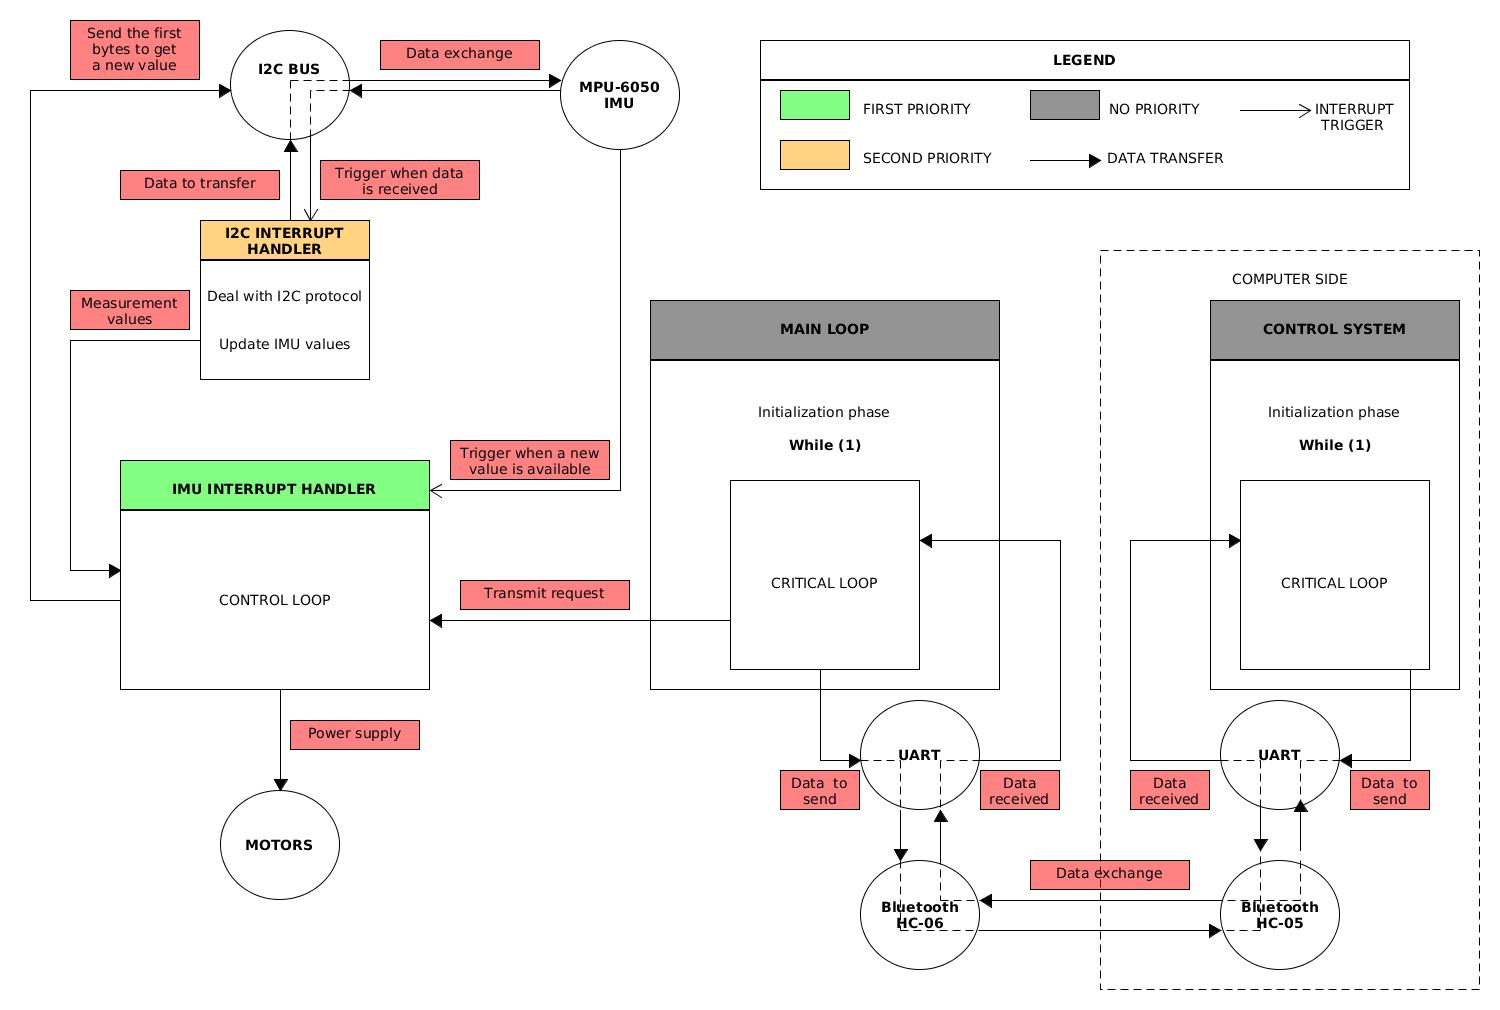 Send the first
bytes to get
a new value
I2C BUS
Data exchange
MPU-6050
IMU
LEGEND
FIRST PRIORITY
NO PRIORITY
INTERRUPT
TRIGGER
SECOND PRIORITY
DATA TRANSFER
Data to transfer
Trigger when data
is received
I2C INTERRUPT
HANDLER
Deal with I2C protocol
Update IMU values
Measurement
values
COMPUTER SIDE
MAIN LOOP
Initialization phase
While (1)
CRITICAL LOOP
CONTROL SYSTEM
Initialization phase
While (1)
CRITICAL LOOP
Trigger when a new
value is available
IMU INTERRUPT HANDLER
CONTROL LOOP
Transmit request
Power supply
MOTORS
UART
Data to
send
Data
received
UART
Data
received
Data to
send
Data exchange
Bluetooth
HC-06
Bluetooth
HC-05